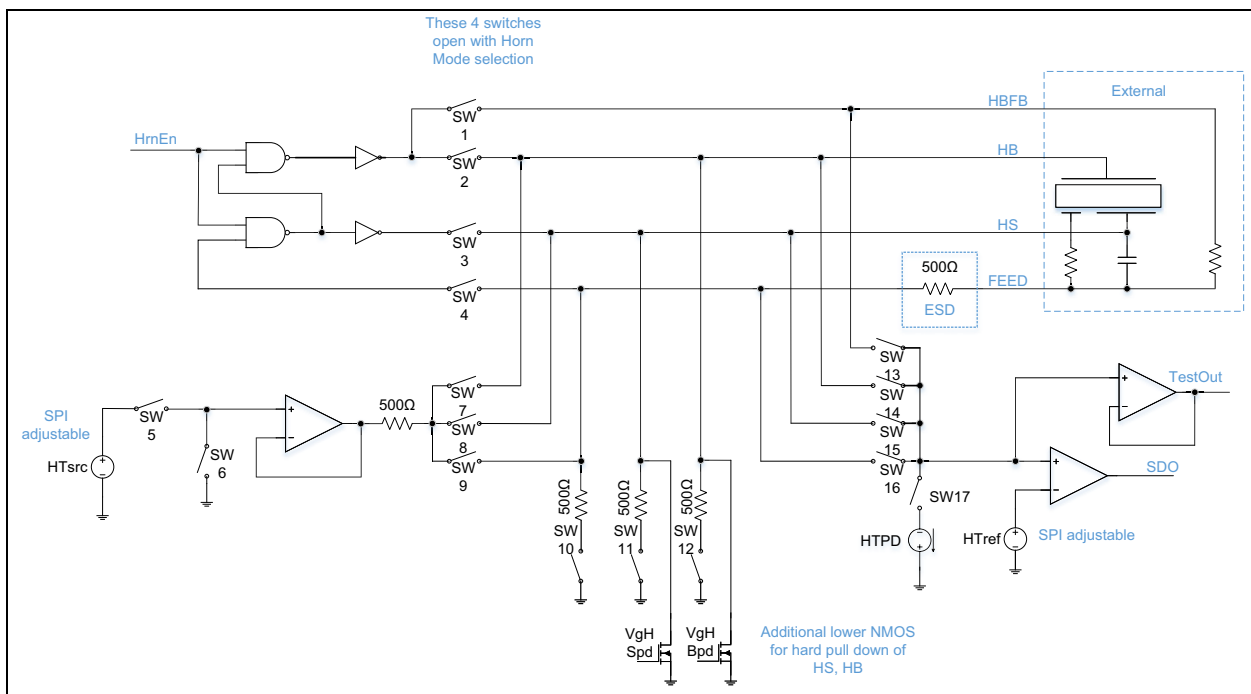 These 4 switches
open with Horn
Mode selection
External
HBFB
SW
1
HrnEn
HB
SW
2
HS
SW
3
500Ω
FEED
SW
4
ESD
SW
13
TestOut
SW
7
SW
14
500Ω
SPI
adjustable
SW
5
SW
8
SW
15
HTsrc
SW
6
SW
9
SW
16
SDO
500Ω
500Ω
500Ω
SW17
SW
10
SW
11
SW
12
HTPD
HTref
SPI adjustable
VgH
Spd
VgH
Bpd
Additional lower NMOS
for hard pull down of
HS, HB